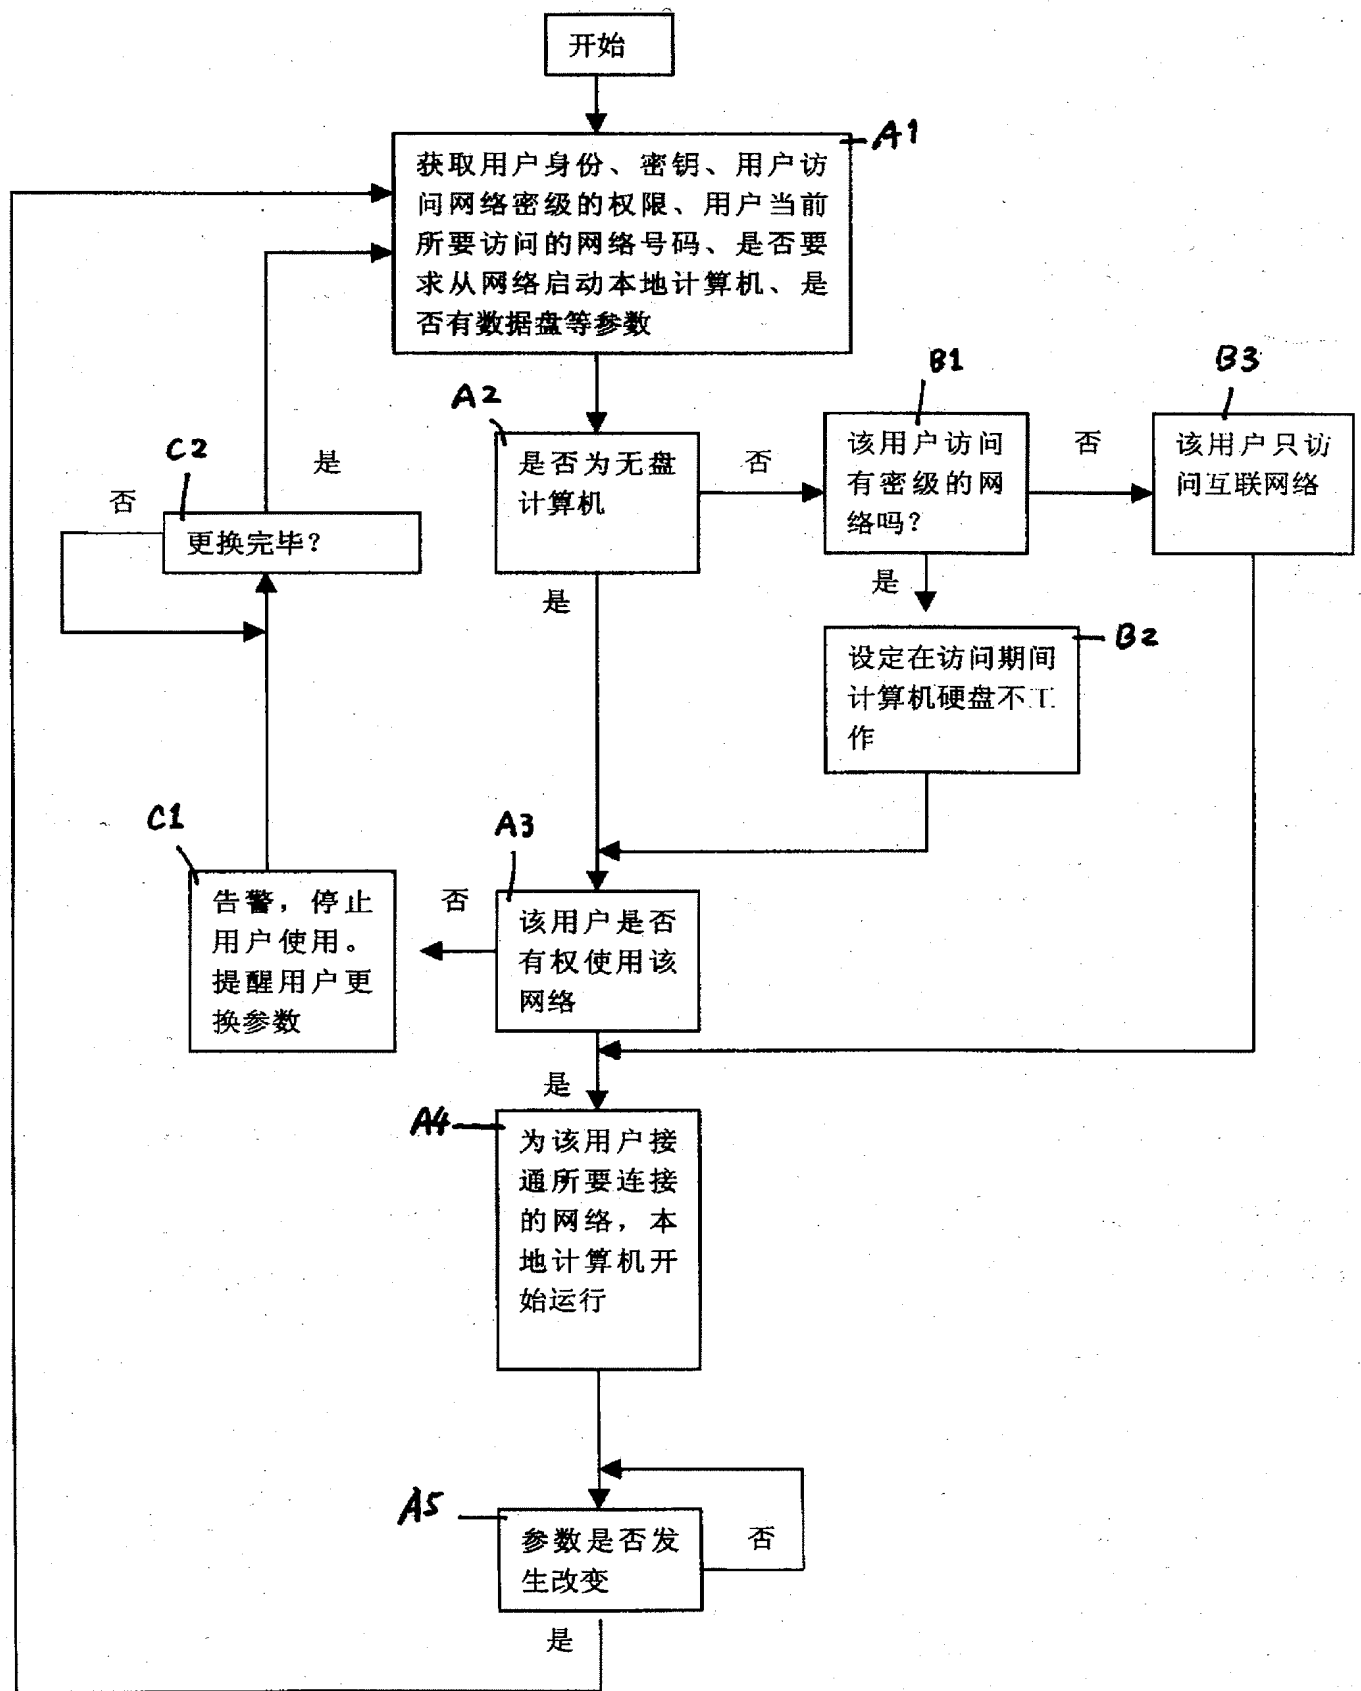 开始
A1
获取用户身份、密钥、用户访
问网络密级的权限、用户当前
所要访问的网络号码、是否要
求从网络启动本地计算机、是
否有数据盘等参数
A2
是否为无盘
计算机
否
是
B1
该用户访问
有密级的网
络吗?
否
是
B3
该用户只访
问互联网络
B2
设定在访问期间
计算机硬盘不工
作
C2
更换完毕?
是
否
C1
告警，停止
用户使用。
提醒用户更
换参数
A3
该用户是否
有权使用该
网络
否
是
A4
为该用户接
通所要连接
的网络，本
地计算机开
始运行
A5
参数是否发
生改变
否
是